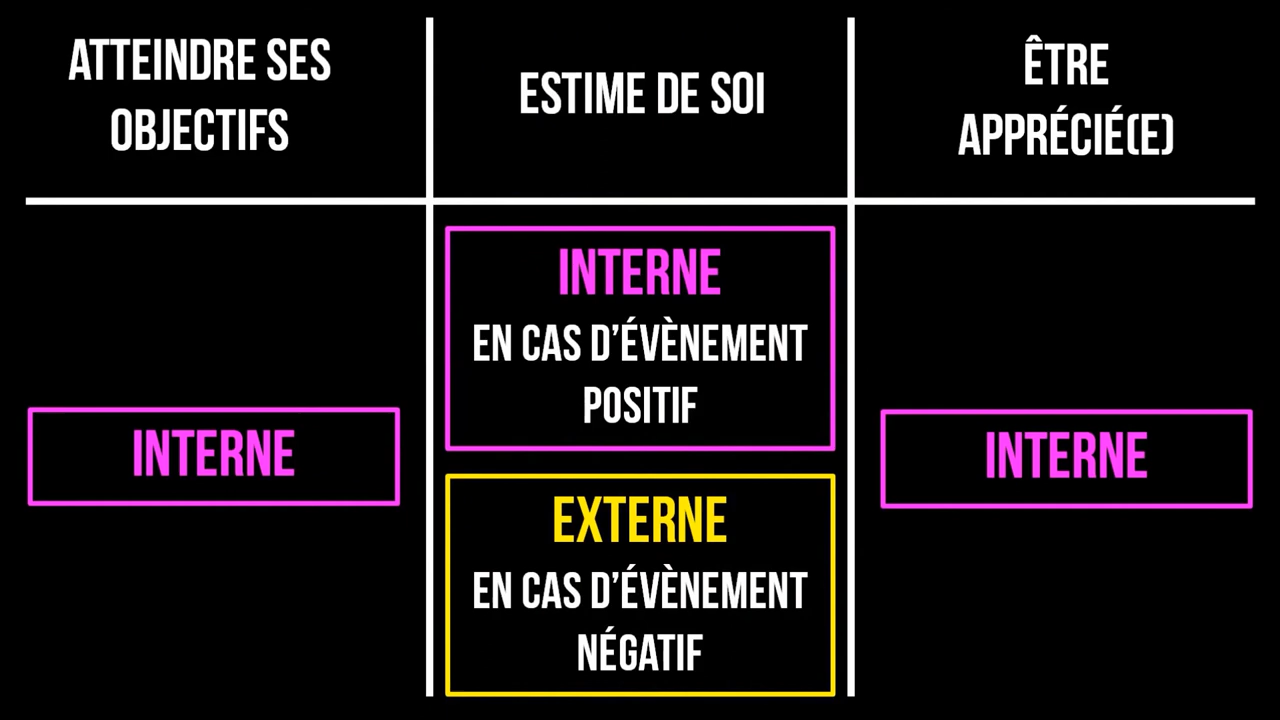 ATTEINDRE SES
OBJECTIFS
ESTIME DE SOI
ÊTRE
APPRÉCIÉ(E)
INTERNE
INTERNE
EN CAS D’ÉVÈNEMENT
POSITIF
EXTERNE
EN CAS D’ÉVÈNEMENT
NÉGATIF
INTERNE